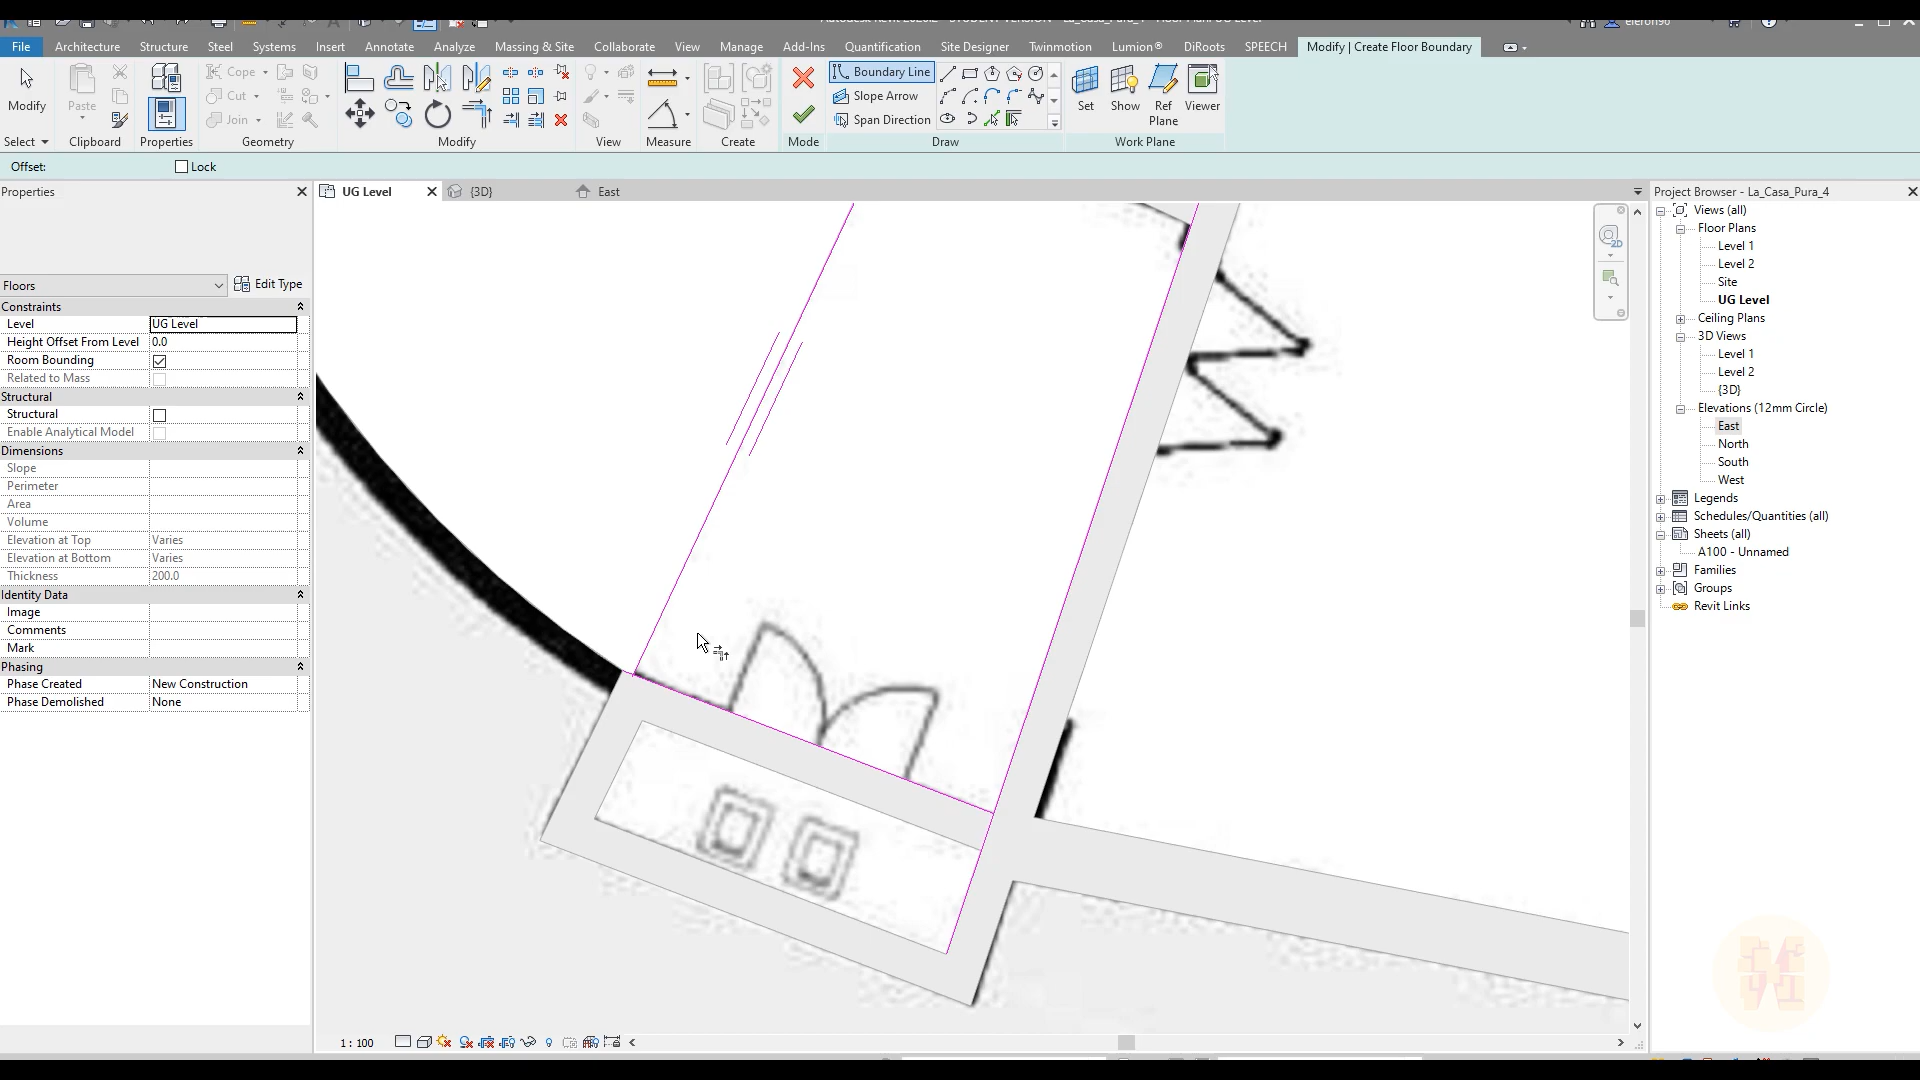 File Architecture Structure Steel Systems Insert Annotate Analyze Massing & Site Collaborate View Manage Add-Ins Quantification Site Designer Twinmotion Lumion® DiRoots SPEECH Modify | Create Floor Boundary
Modify
Paste
Cope
Cut
Join
Boundary Line
Slope Arrow
Span Direction
Set
Show
Ref
Plane
Viewer
Select Clipboard Properties Geometry Modify View Measure Create Mode Draw Work Plane
Offset: Lock
Properties
UG Level {3D} East
Project Browser - La_Casa_Pura_4
Floors Edit Type
Constraints
Level UG Level
Height Offset From Level 0.0
Room Bounding
Related to Mass
Structural
Structural
Enable Analytical Model
Dimensions
Slope
Perimeter
Area
Volume
Elevation at Top Varies
Elevation at Bottom Varies
Thickness 200.0
Identity Data
Image
Comments
Mark
Phasing
Phase Created New Construction
Phase Demolished None
Views (all)
Floor Plans
Level 1
Level 2
Site
UG Level
Ceiling Plans
3D Views
Level 1
Level 2
{3D}
Elevations (12mm Circle)
East
North
South
West
Legends
Schedules/Quantities (all)
Sheets (all)
A100 - Unnamed
Families
Groups
Revit Links
2D
1 : 100